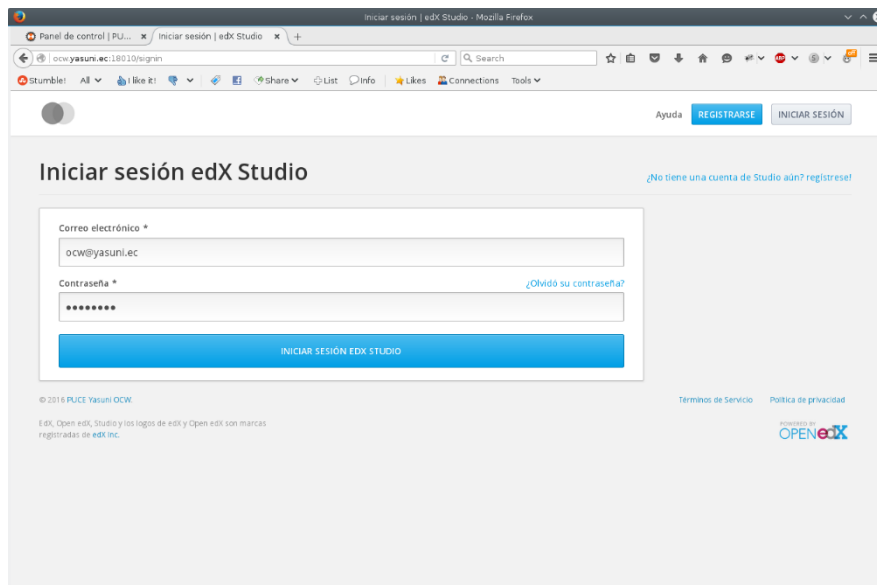 Iniciar sesión | edX Studio - Mozilla Firefox
Panel de control | PU... × Iniciar sesión | edX Studio × +
ocw.yasuni.ec:18010/signin Search
Stumble! All I like it! Share List Info Likes Connections Tools
Ayuda REGISTRARSE INICIAR SESIÓN
Iniciar sesión edX Studio
¿No tiene una cuenta de Studio aún? registrese!
Correo electrónico *
ocw@yasuni.ec
Contraseña * ¿Olvidó su contraseña?
••••••••
INICIAR SESIÓN EDX STUDIO
© 2016 PUCE Yasuni OCW. Términos de Servicio Política de privacidad
EdX, Open edX, Studio y los logos de edX y Open edX son marcas
registradas de edX Inc.
POWERED BY
OPEN edX